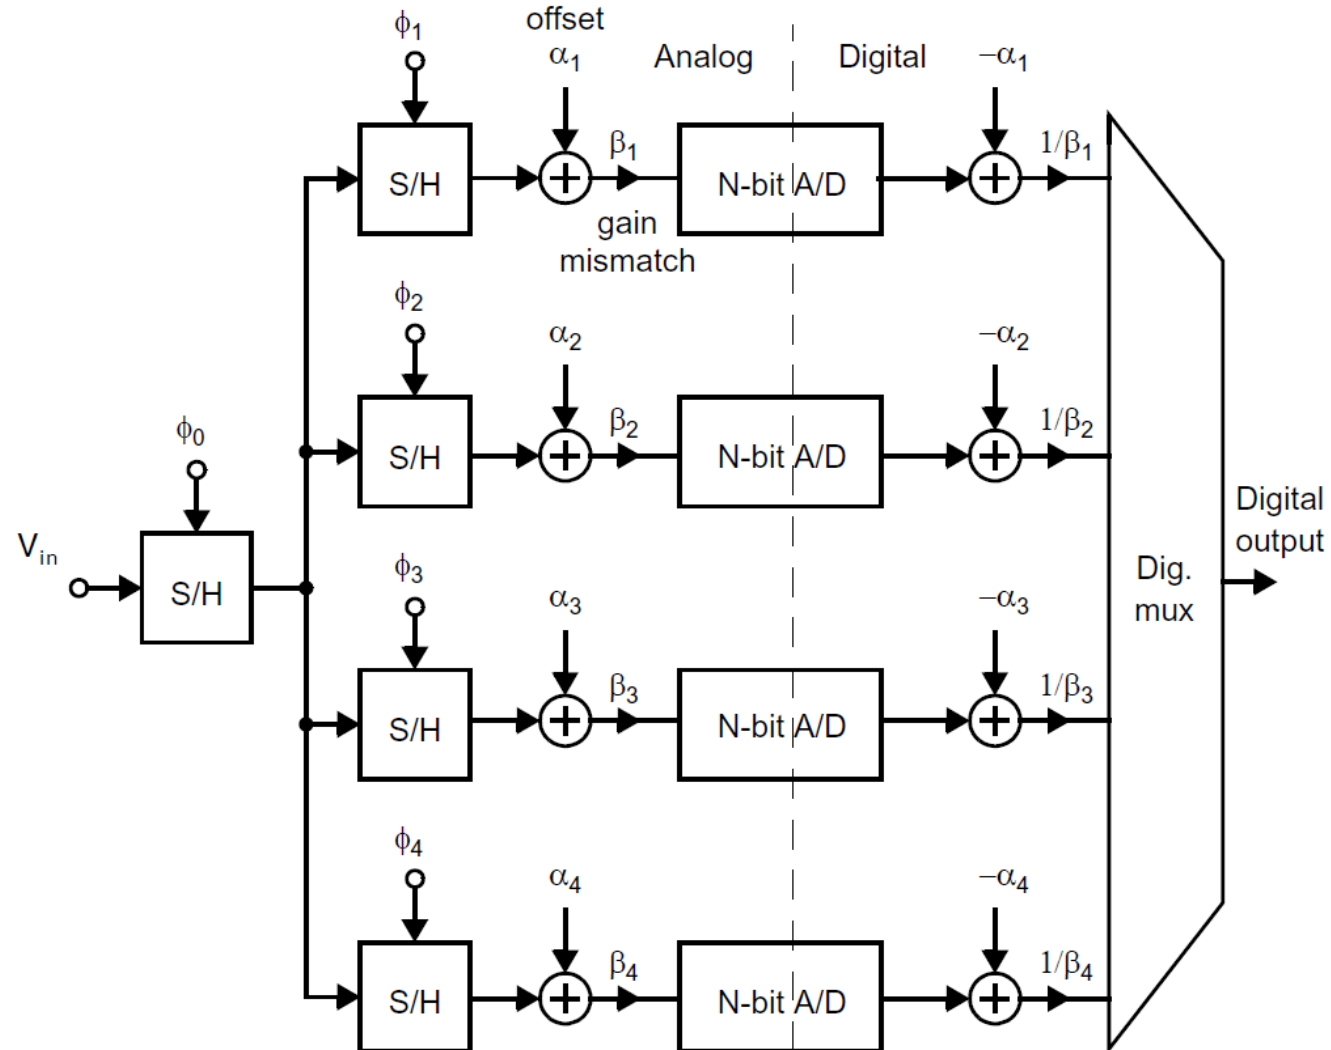 ϕ1
offset
α1
Analog
Digital
−α1
S/H
β1
N-bit A/D
1/β1
gain
mismatch
ϕ2
α2
−α2
S/H
β2
N-bit A/D
1/β2
ϕ0
Vin
S/H
ϕ3
α3
−α3
S/H
β3
N-bit A/D
1/β3
Dig.
mux
Digital
output
ϕ4
α4
−α4
S/H
β4
N-bit A/D
1/β4